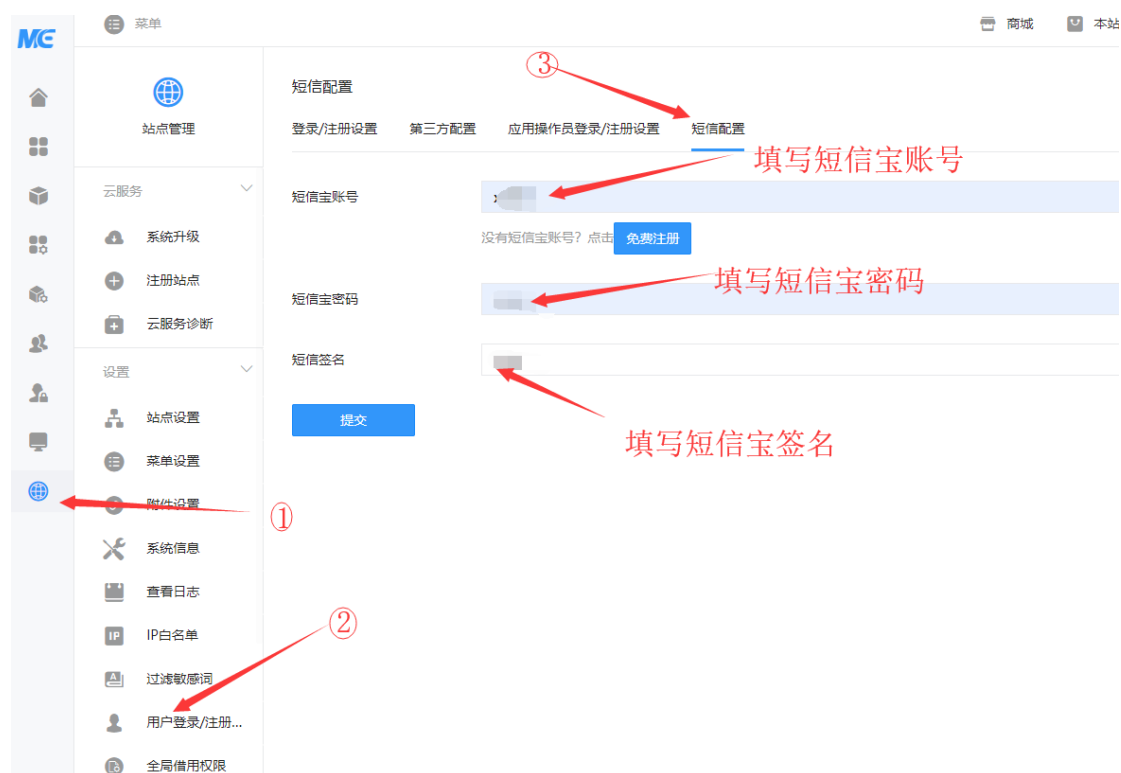 MC
菜单
商城
本站
③
站点管理
短信配置
登录/注册设置 第三方配置 应用操作员登录/注册设置 短信配置
填写短信宝账号
云服务
短信宝账号
系统升级
没有短信宝账号？点击 免费注册
注册站点
填写短信宝密码
短信宝密码
云服务诊断
设置
短信签名
站点设置
提交
填写短信宝签名
菜单设置
附件设置
①
系统信息
查看日志
②
IP白名单
过滤敏感词
用户登录/注册...
全局借用权限